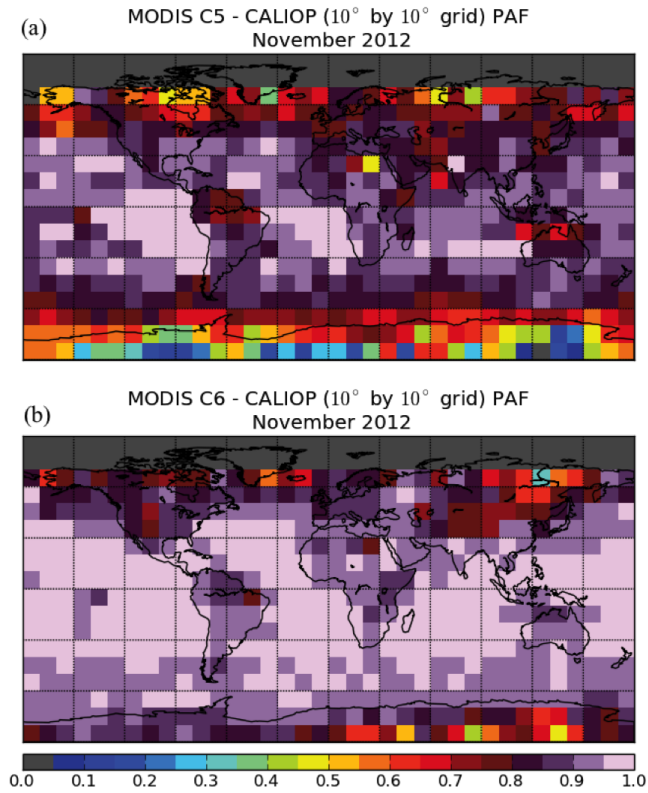 (a)
MODIS C5 - CALIOP (10° by 10° grid) PAF
November 2012
(b)
MODIS C6 - CALIOP (10° by 10° grid) PAF
November 2012
0.0 0.1 0.2 0.3 0.4 0.5 0.6 0.7 0.8 0.9 1.0